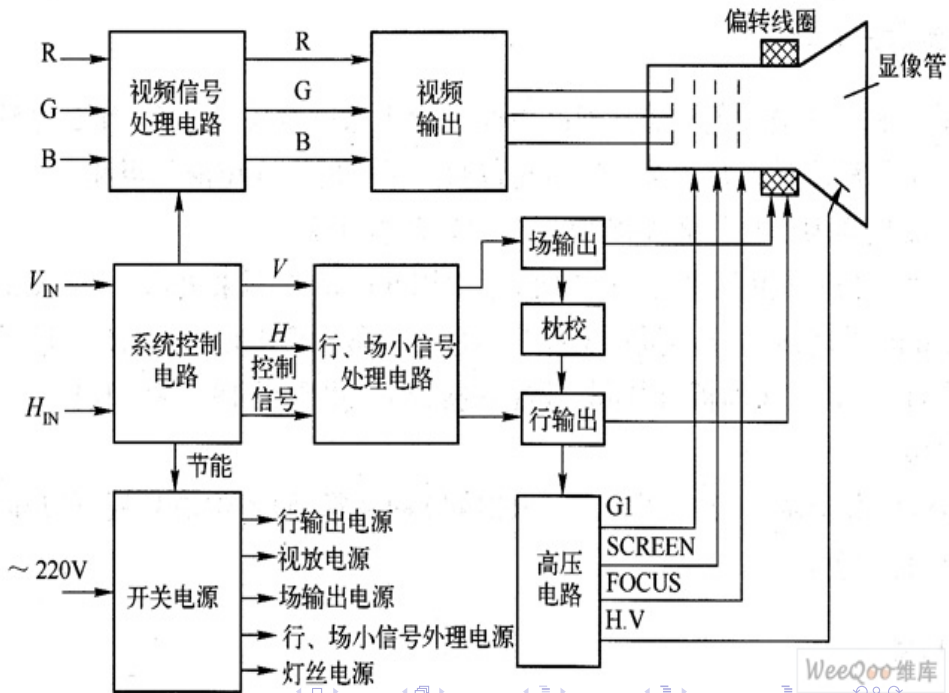 偏转线圈
显像管
R
G
B
视频信号
处理电路
R
G
B
视频
输出
V IN
H IN
系统控制
电路
V
H
控制
信号
行、场小信号
处理电路
场输出
枕校
行输出
节能
~220V
开关电源
行输出电源
视放电源
场输出电源
行、场小信号外理电源
灯丝电源
高压
电路
G1
SCREEN
FOCUS
H.V
WeeQoo维库